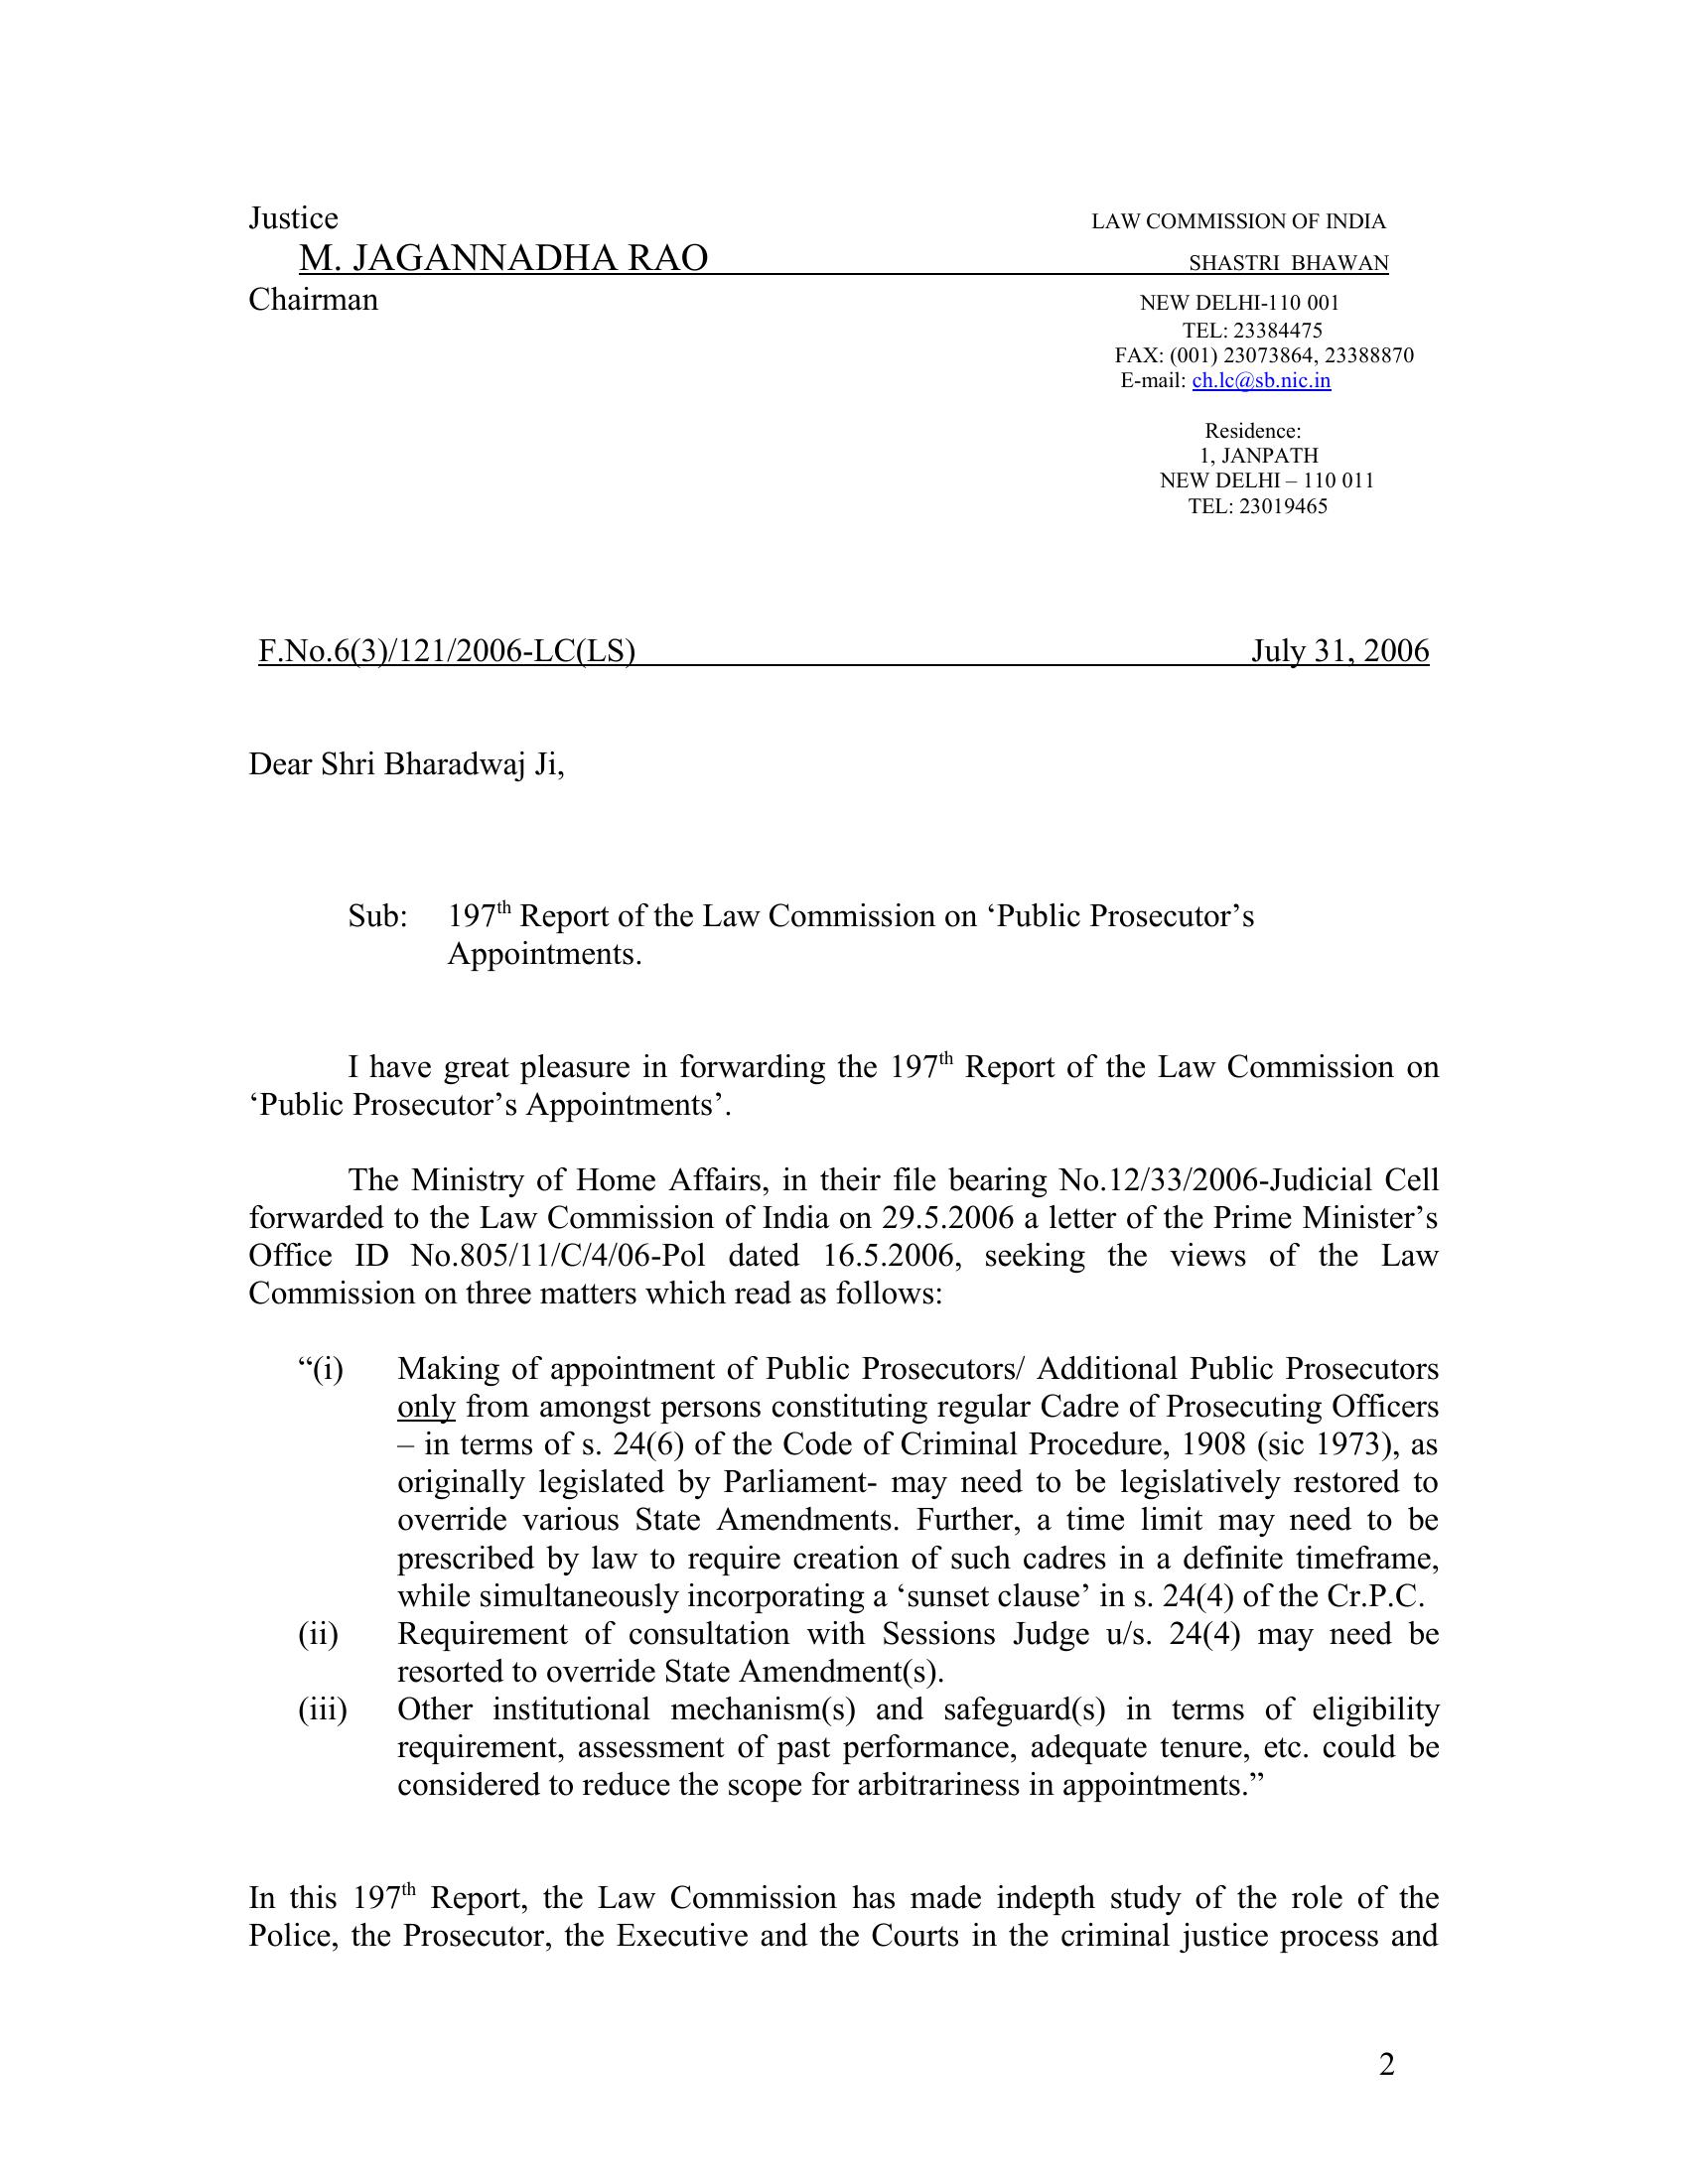 Justice LAW COMMISSION OF INDIA
M. JAGANNADHA RAO SHASTRI BHAWAN
Chairman NEW DELHI-110 001
TEL: 23384475
FAX: (001) 23073864, 23388870
E-mail: ch.lc@sb.nic.in
Residence:
1, JANPATH
NEW DELHI – 110 011
TEL: 23019465
F.No.6(3)/121/2006-LC(LS) July 31, 2006
Dear Shri Bharadwaj Ji,
Sub: 197th Report of the Law Commission on ‘Public Prosecutor’s
Appointments.
I have great pleasure in forwarding the 197th Report of the Law Commission on
‘Public Prosecutor’s Appointments’.
The Ministry of Home Affairs, in their file bearing No.12/33/2006-Judicial Cell
forwarded to the Law Commission of India on 29.5.2006 a letter of the Prime Minister’s
Office ID No.805/11/C/4/06-Pol dated 16.5.2006, seeking the views of the Law
Commission on three matters which read as follows:
“(i) Making of appointment of Public Prosecutors/ Additional Public Prosecutors
only from amongst persons constituting regular Cadre of Prosecuting Officers
– in terms of s. 24(6) of the Code of Criminal Procedure, 1908 (sic 1973), as
originally legislated by Parliament- may need to be legislatively restored to
override various State Amendments. Further, a time limit may need to be
prescribed by law to require creation of such cadres in a definite timeframe,
while simultaneously incorporating a ‘sunset clause’ in s. 24(4) of the Cr.P.C.
(ii) Requirement of consultation with Sessions Judge u/s. 24(4) may need be
resorted to override State Amendment(s).
(iii) Other institutional mechanism(s) and safeguard(s) in terms of eligibility
requirement, assessment of past performance, adequate tenure, etc. could be
considered to reduce the scope for arbitrariness in appointments.”
In this 197th Report, the Law Commission has made indepth study of the role of the
Police, the Prosecutor, the Executive and the Courts in the criminal justice process and
2